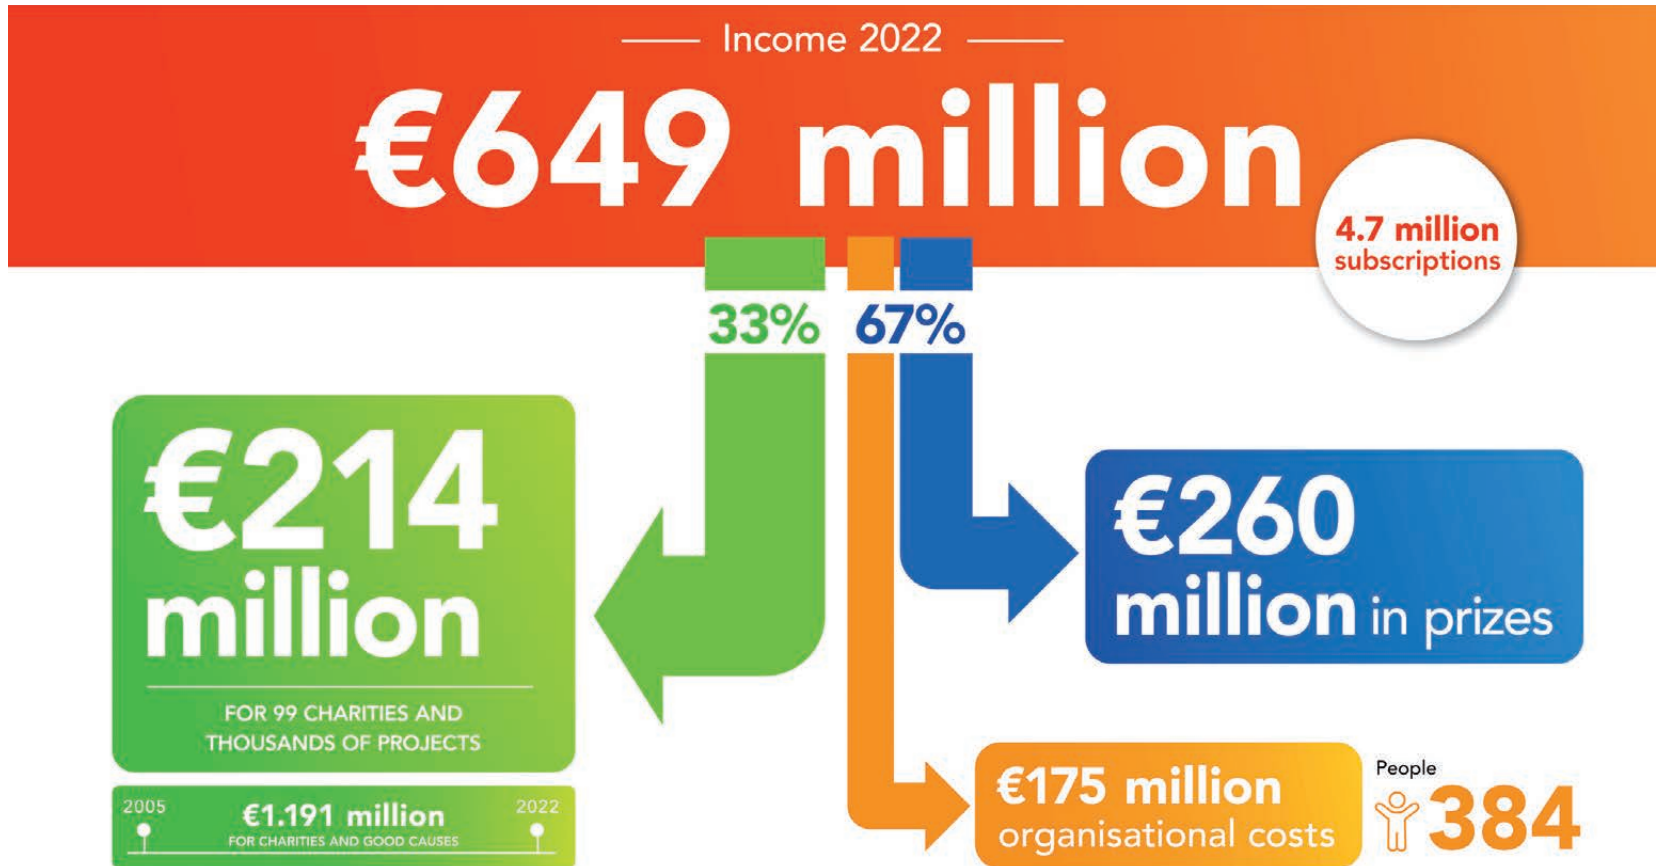 Income 2022
€649 million
4.7 million
subscriptions
33%
67%
€214
million
FOR 99 CHARITIES AND
THOUSANDS OF PROJECTS
2005
€1.191 million
FOR CHARITIES AND GOOD CAUSES
2022
€260
million in prizes
€175 million
organisational costs
People
384